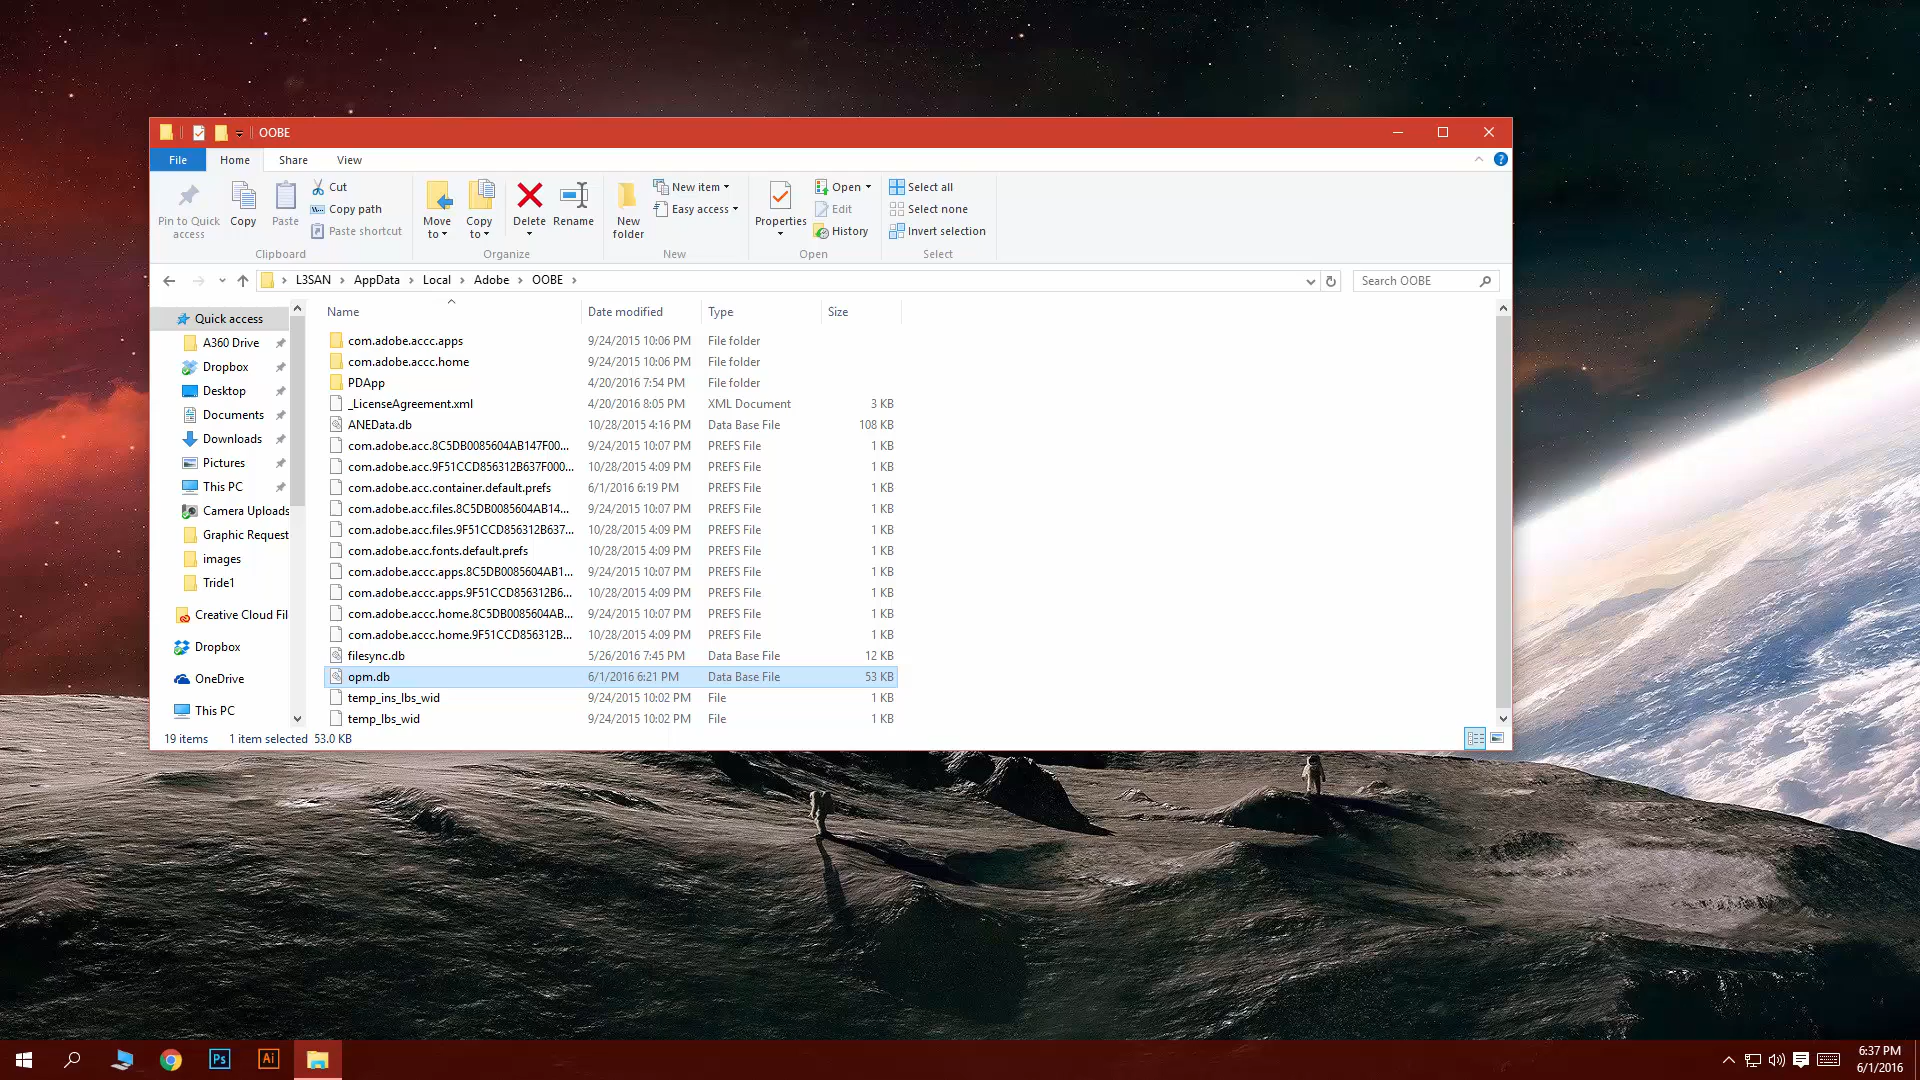 OOBE
File Home Share View
Pin to Quick access
Copy
Paste
Cut
Copy path
Paste shortcut
Clipboard
Move to
Copy to
Delete
Rename
Organize
New folder
New item
Easy access
New
Properties
Open
Edit
History
Open
Select all
Select none
Invert selection
Select
L3SAN AppData Local Adobe OOBE
Search OOBE
Quick access
A360 Drive
Dropbox
Desktop
Documents
Downloads
Pictures
This PC
Camera Uploads
Graphic Request
images
Tride1
Creative Cloud Fil
Dropbox
OneDrive
This PC
Name Date modified Type Size
com.adobe.accc.apps 9/24/2015 10:06 PM File folder
com.adobe.accc.home 9/24/2015 10:06 PM File folder
PDApp 4/20/2016 7:54 PM File folder
_LicenseAgreement.xml 4/20/2016 8:05 PM XML Document 3 KB
ANEData.db 10/28/2015 4:16 PM Data Base File 108 KB
com.adobe.acc.8C5DB0085604AB147F00... 9/24/2015 10:07 PM PREFS File 1 KB
com.adobe.acc.9F51CCD856312B637F000... 10/28/2015 4:09 PM PREFS File 1 KB
com.adobe.acc.container.default.prefs 6/1/2016 6:19 PM PREFS File 1 KB
com.adobe.acc.files.8C5DB0085604AB14... 9/24/2015 10:07 PM PREFS File 1 KB
com.adobe.acc.files.9F51CCD856312B637... 10/28/2015 4:09 PM PREFS File 1 KB
com.adobe.acc.fonts.default.prefs 10/28/2015 4:09 PM PREFS File 1 KB
com.adobe.accc.apps.8C5DB0085604AB1... 9/24/2015 10:07 PM PREFS File 1 KB
com.adobe.accc.apps.9F51CCD856312B6... 10/28/2015 4:09 PM PREFS File 1 KB
com.adobe.accc.home.8C5DB0085604AB... 9/24/2015 10:07 PM PREFS File 1 KB
com.adobe.accc.home.9F51CCD856312B... 10/28/2015 4:09 PM PREFS File 1 KB
filesync.db 5/26/2016 7:45 PM Data Base File 12 KB
opm.db 6/1/2016 6:21 PM Data Base File 53 KB
temp_ins_lbs_wid 9/24/2015 10:02 PM File 1 KB
temp_lbs_wid 9/24/2015 10:02 PM File 1 KB
19 items 1 item selected 53.0 KB
Ps Ai
6:37 PM
6/1/2016